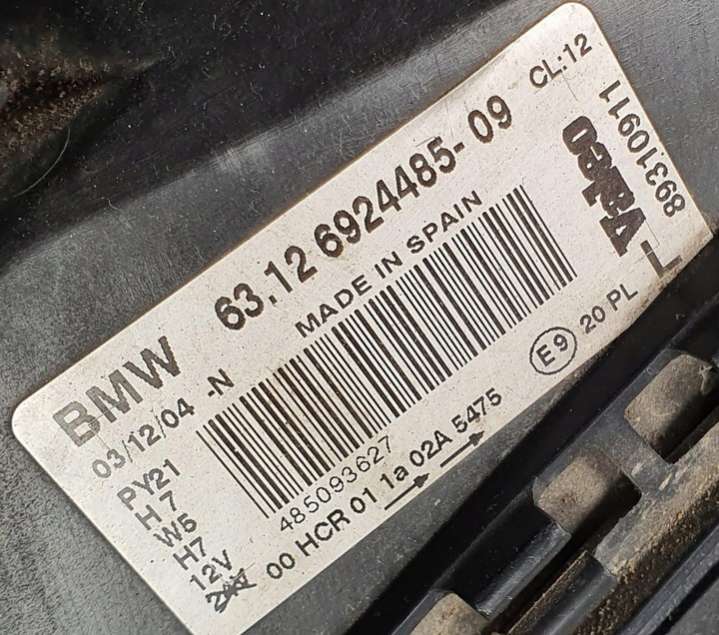 BMW 63.12 6924485-09 CL:12
03/12/04 -N MADE IN SPAIN
Valeo
89310911
PY21
H7
W5
H7
12V
485093627
00 HCR 01 1a 02A 5475
E9 20 PL L